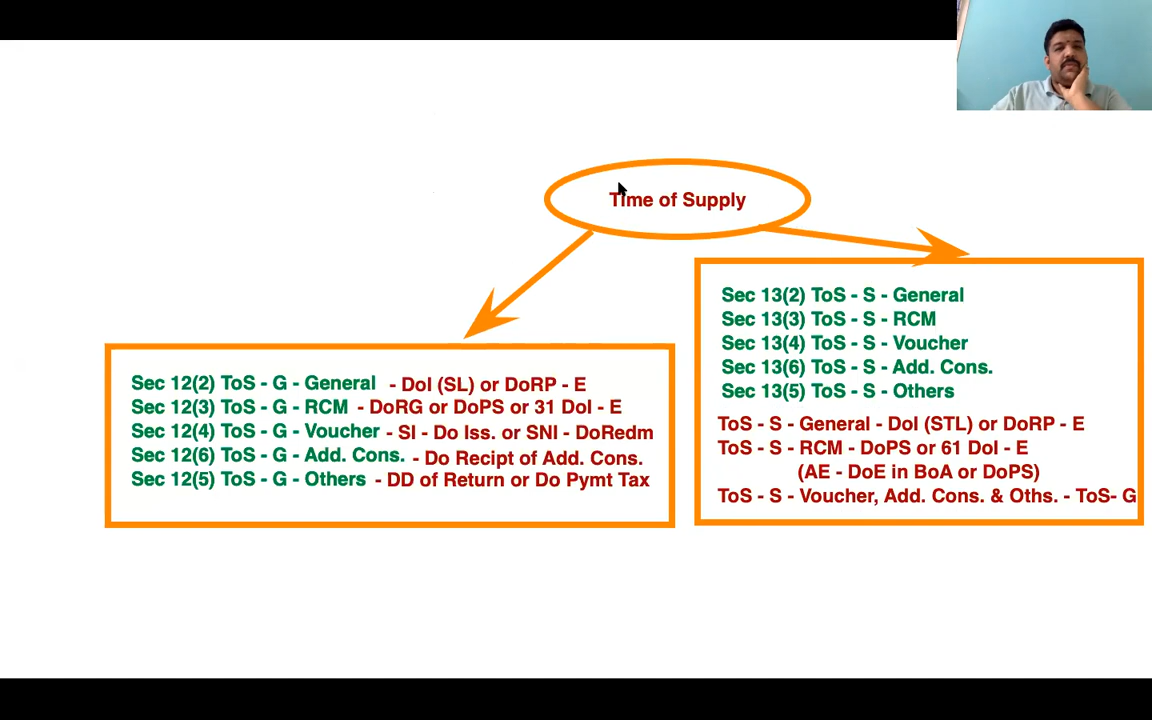 Time of Supply
Sec 12(2) ToS - G - General - DoI (SL) or DoRP - E
Sec 12(3) ToS - G - RCM - DoRG or DoPS or 31 DoI - E
Sec 12(4) ToS - G - Voucher - SI - Do Iss. or SNI - DoRedm
Sec 12(6) ToS - G - Add. Cons. - Do Recipt of Add. Cons.
Sec 12(5) ToS - G - Others - DD of Return or Do Pymt Tax
Sec 13(2) ToS - S - General
Sec 13(3) ToS - S - RCM
Sec 13(4) ToS - S - Voucher
Sec 13(6) ToS - S - Add. Cons.
Sec 13(5) ToS - S - Others
ToS - S - General - DoI (STL) or DoRP - E
ToS - S - RCM - DoPS or 61 DoI - E
(AE - DoE in BoA or DoPS)
ToS - S - Voucher, Add. Cons. & Oths. - ToS- G